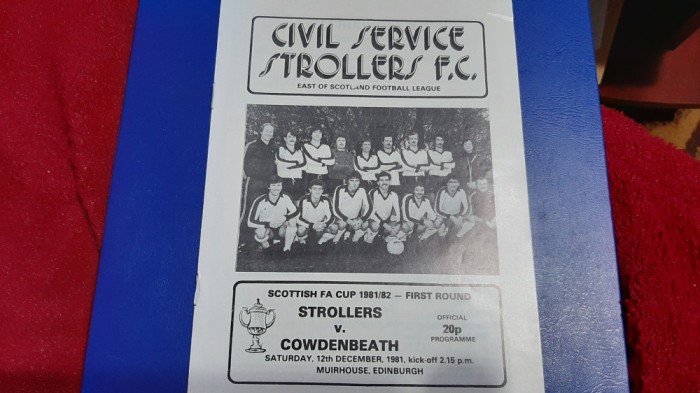 CIVIL SERVICE
STROLLERS F.C.
EAST OF SCOTLAND FOOTBALL LEAGUE
SCOTTISH FA CUP 1981/82 — FIRST ROUND
STROLLERS
v.
COWDENBEATH
OFFICIAL
20p
PROGRAMME
SATURDAY, 12th DECEMBER, 1981, kick-off 2.15 p.m.
MUIRHOUSE, EDINBURGH